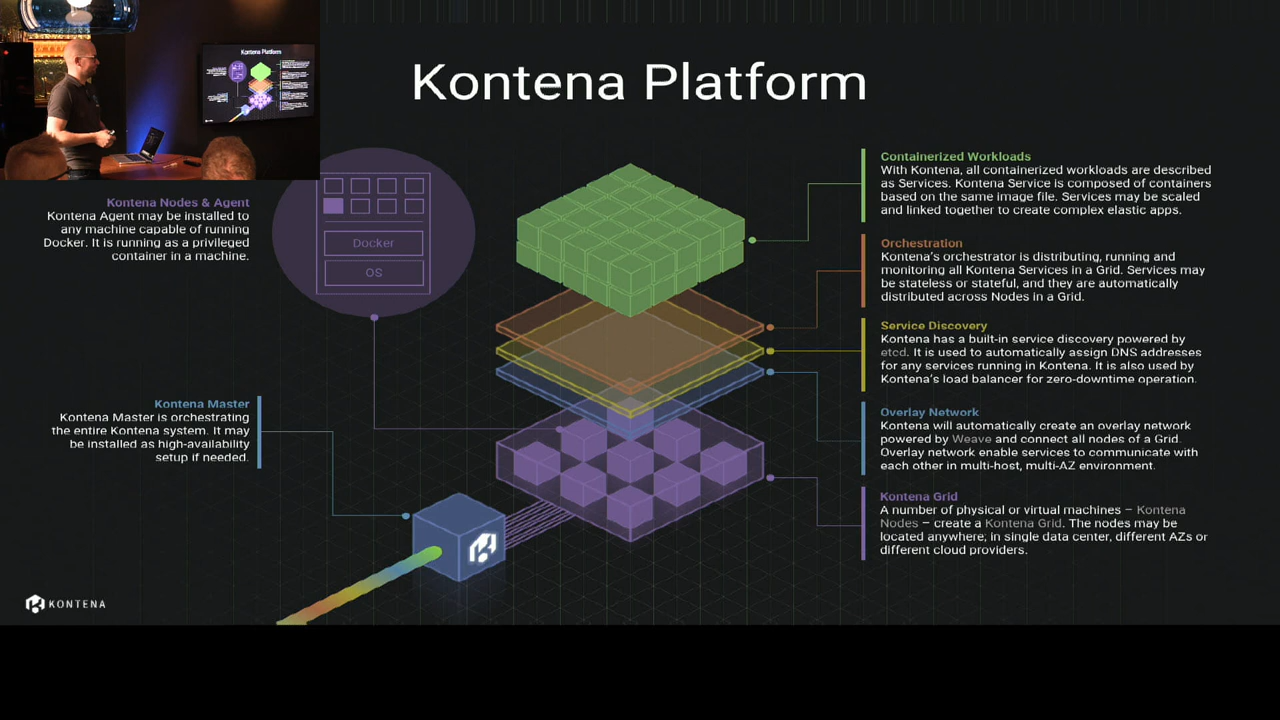 Kontena Platform
Kontena Platform
Kontena Nodes & Agent
Kontena Agent may be installed to
any machine capable of running
Docker. It is running as a privileged
container in a machine.
Docker
OS
Kontena Master
Kontena Master is orchestrating
the entire Kontena system. It may
be installed as high-availability
setup if needed.
Containerized Workloads
With Kontena, all containerized workloads are described
as Services. Kontena Service is composed of containers
based on the same image file. Services may be scaled
and linked together to create complex elastic apps.
Orchestration
Kontena's orchestrator is distributing, running and
monitoring all Kontena Services in a Grid. Services may
be stateless or stateful, and they are automatically
distributed across Nodes in a Grid.
Service Discovery
Kontena has a built-in service discovery powered by
etcd. It is used to automatically assign DNS addresses
for any services running in Kontena. It is also used by
Kontena's load balancer for zero-downtime operation.
Overlay Network
Kontena will automatically create an overlay network
powered by Weave and connect all nodes of a Grid.
Overlay network enable services to communicate with
each other in multi-host, multi-AZ environment.
Kontena Grid
A number of physical or virtual machines – Kontena
Nodes – create a Kontena Grid. The nodes may be
located anywhere; in single data center, different AZs or
different cloud providers.
KONTENA